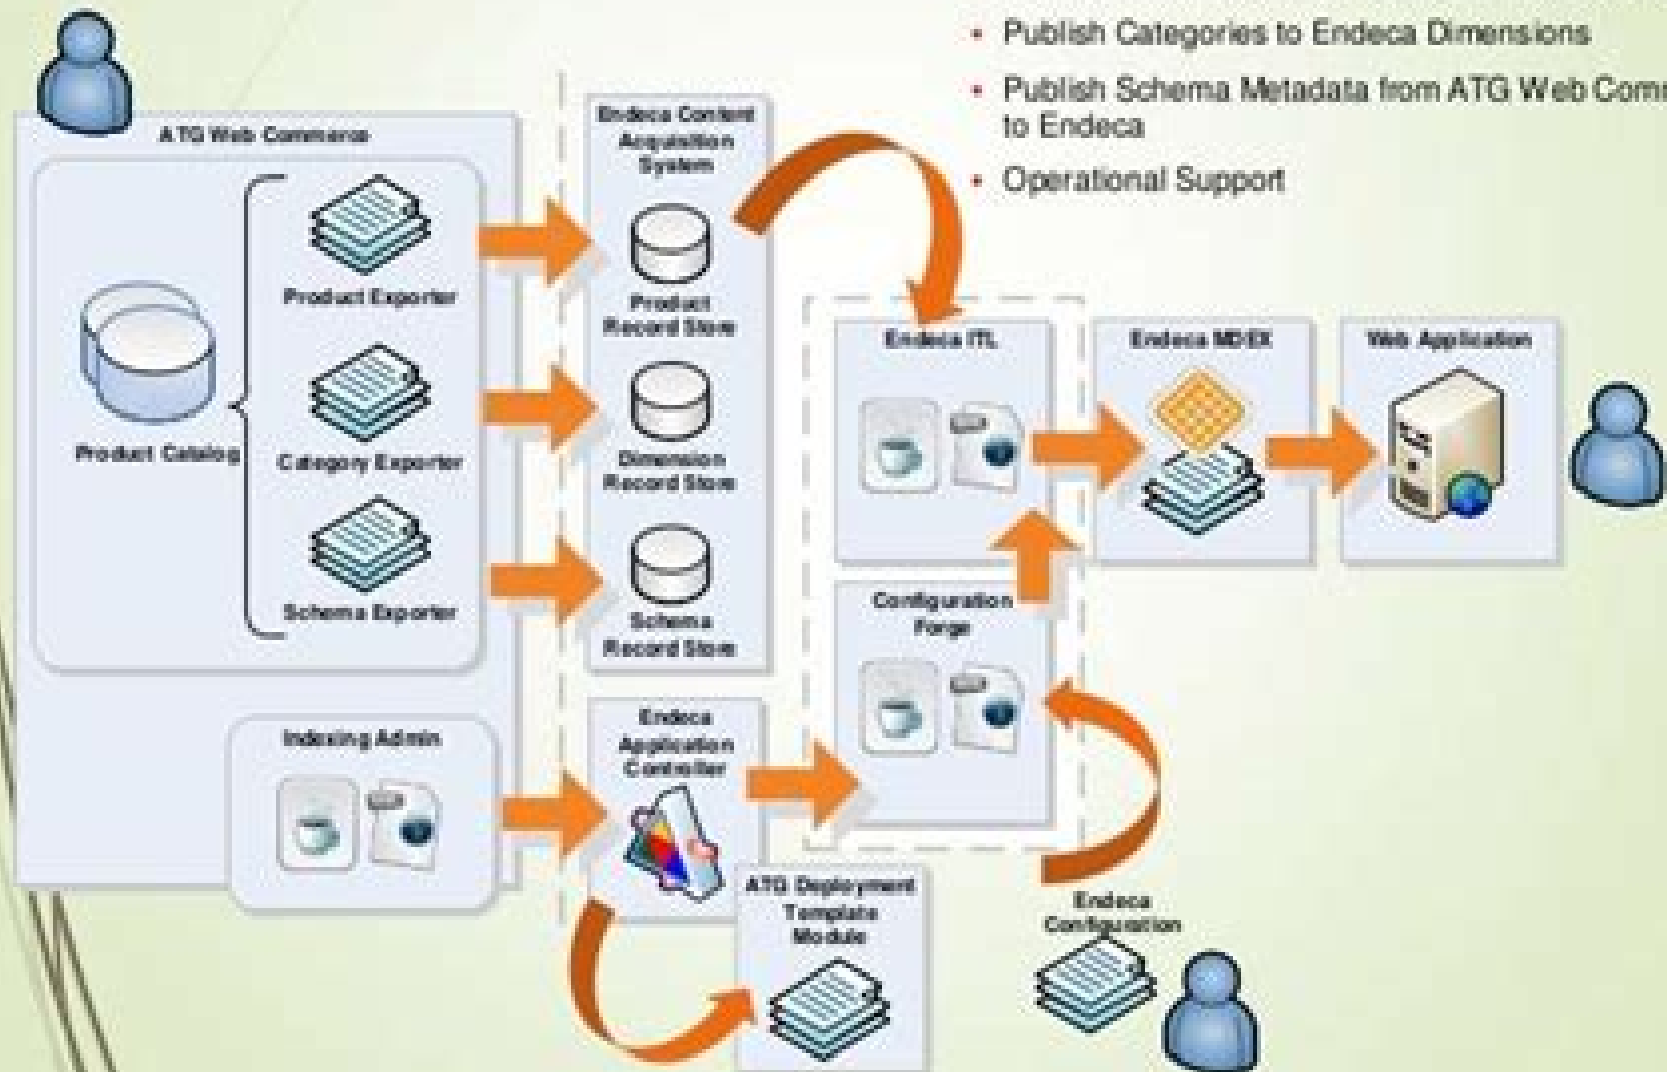 • Publish Categories to Endeca Dimensions
• Publish Schema Metadata from ATG Web Com
to Endeca
• Operational Support
ATG Web Commerce
Product Exporter
Product Catalog
Category Exporter
Schema Exporter
Indexing Admin
Endeca Content
Acquisition
System
Product
Record Store
Dimension
Record Store
Schema
Record Store
Endeca
Application
Controller
ATG Deployment
Template
Module
Endeca ITL
Configuration
Forge
Endeca MDEX
Web Application
Endeca
Configuration